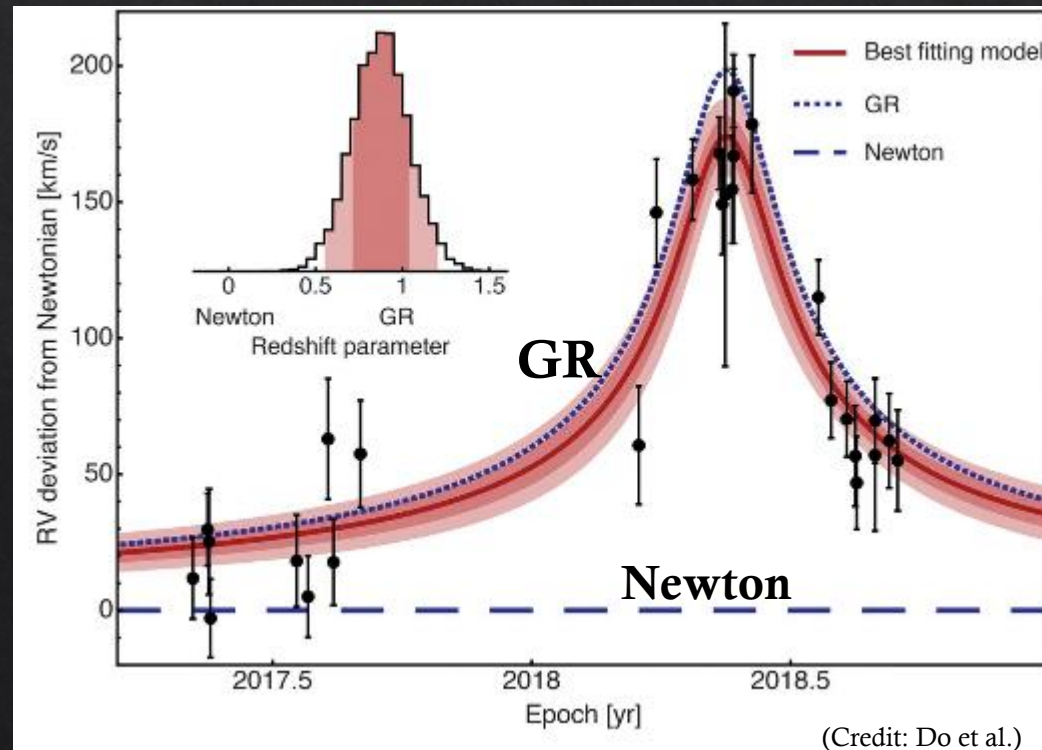 200
150
100
50
0
RV deviation from Newtonian [km/s]
0 0.5 1 1.5
Newton GR
Redshift parameter
Best fitting model
GR
Newton
GR
Newton
2017.5 2018 2018.5
Epoch [yr]
(Credit: Do et al.)